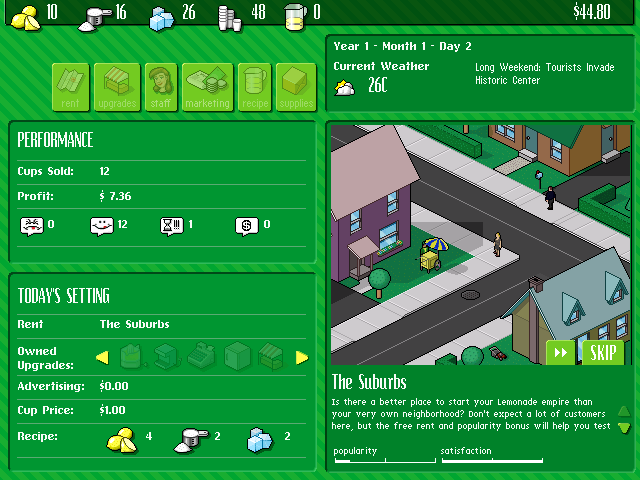 10 16 26 48 0 $44.80
Year 1 - Month 1 - Day 2
Current Weather
26C
Long Weekend: Tourists Invade
Historic Center
rent upgrades staff marketing recipe supplies
PERFORMANCE
Cups Sold: 12
Profit: $ 7.36
0 12 1 0
TODAY'S SETTING
Rent The Suburbs
Owned
Upgrades:
Advertising: $0.00
Cup Price: $1.00
Recipe: 4 2 2
SKIP
The Suburbs
Is there a better place to start your Lemonade empire than
your very own neighborhood? Don't expect a lot of customers
here, but the free rent and popularity bonus will help you test
popularity satisfaction